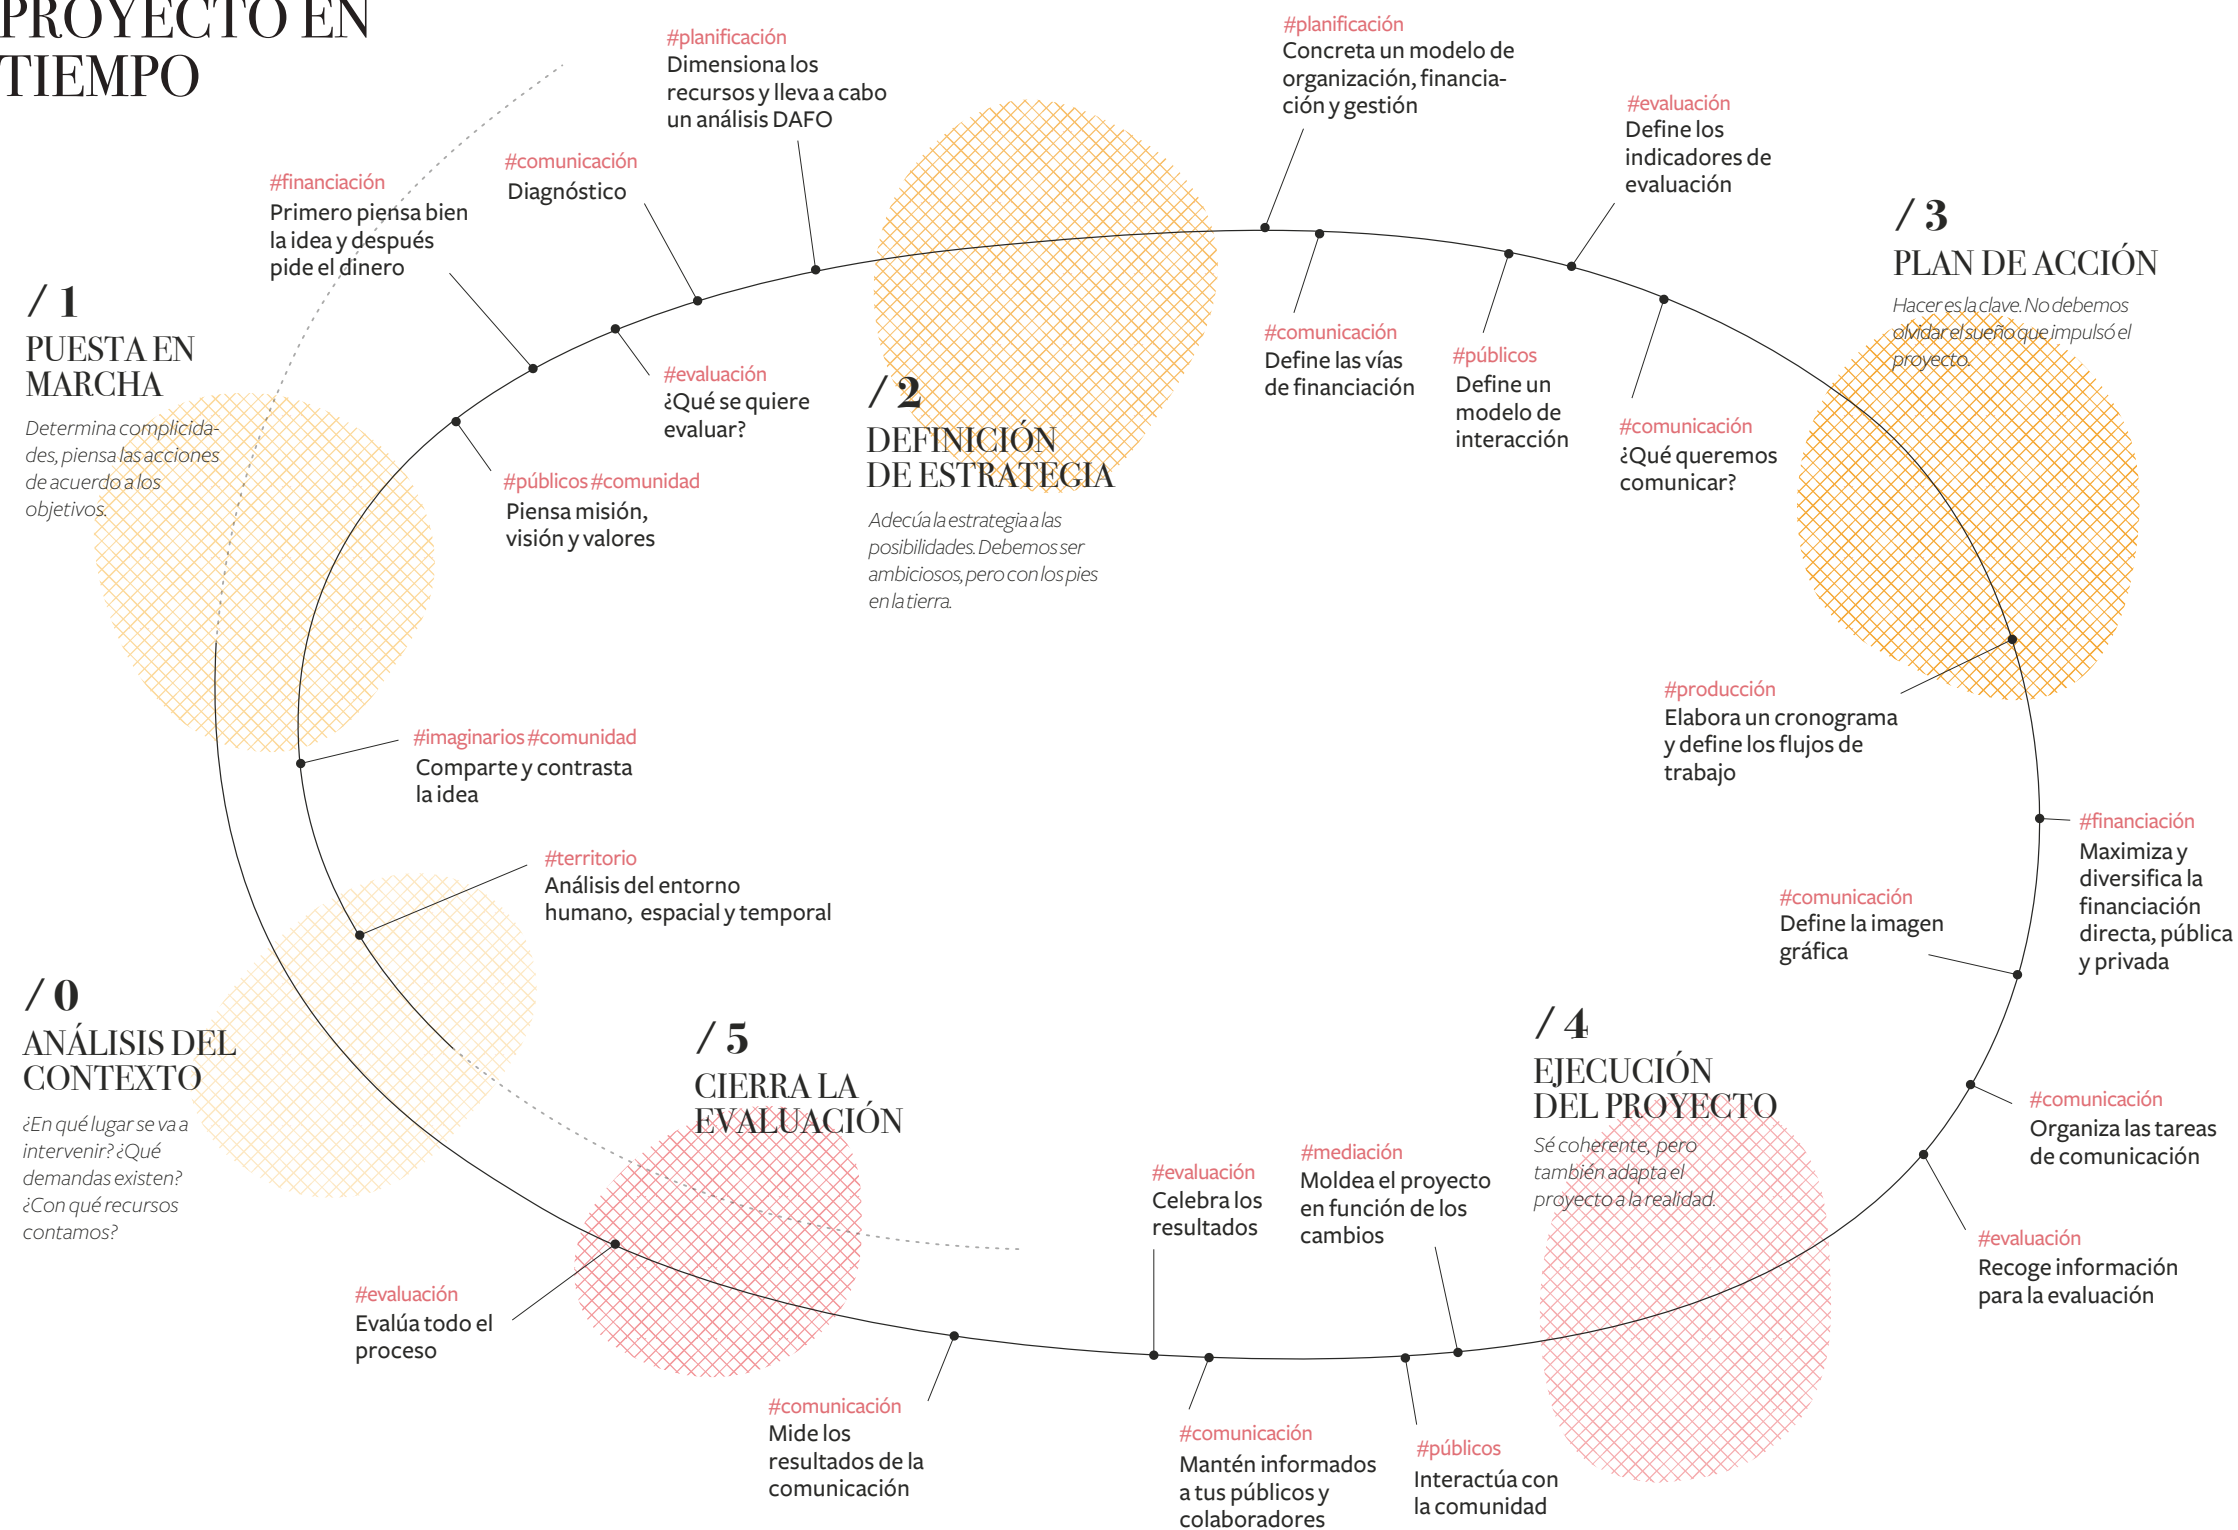 PROYECTO EN
TIEMPO
#planificación
Dimensiona los
recursos y lleva a cabo
un análisis DAFO
#planificación
Concreta un modelo de
organización, financia-
ción y gestión
#evaluación
Define los
indicadores de
evaluación
#comunicación
Diagnóstico
#financiación
Primero piensa bien
la idea y después
pide el dinero
/ 1
PUESTA EN
MARCHA
Determina complicida-
des, piensa las acciones
de acuerdo a los
objetivos.
/ 3
PLAN DE ACCIÓN
Hacer es la clave. No debemos
olvidar el sueño que impulsó el
proyecto.
#evaluación
¿Qué se quiere
evaluar?
#públicos #comunidad
Piensa misión,
visión y valores
/ 2
DEFINICIÓN
DE ESTRATEGIA
Adecúa la estrategia a las
posibilidades. Debemos ser
ambiciosos, pero con los pies
en la tierra.
#comunicación
Define las vías
de financiación
#públicos
Define un
modelo de
interacción
#comunicación
¿Qué queremos
comunicar?
#imaginarios #comunidad
Comparte y contrasta
la idea
#producción
Elabora un cronograma
y define los flujos de
trabajo
#territorio
Análisis del entorno
humano, espacial y temporal
#financiación
Maximiza y
diversifica la
financiación
directa, pública
y privada
#comunicación
Define la imagen
gráfica
/ 0
ANÁLISIS DEL
CONTEXTO
¿En qué lugar se va a
intervenir? ¿Qué
demandas existen?
¿Con qué recursos
contamos?
/ 5
CIERRA LA
EVALUACIÓN
/ 4
EJECUCIÓN
DEL PROYECTO
Sé coherente, pero
también adapta el
proyecto a la realidad.
#comunicación
Organiza las tareas
de comunicación
#evaluación
Celebra los
resultados
#mediación
Moldea el proyecto
en función de los
cambios
#evaluación
Recoge información
para la evaluación
#evaluación
Evalúa todo el
proceso
#comunicación
Mide los
resultados de la
comunicación
#comunicación
Mantén informados
a tus públicos y
colaboradores
#públicos
Interactúa con
la comunidad